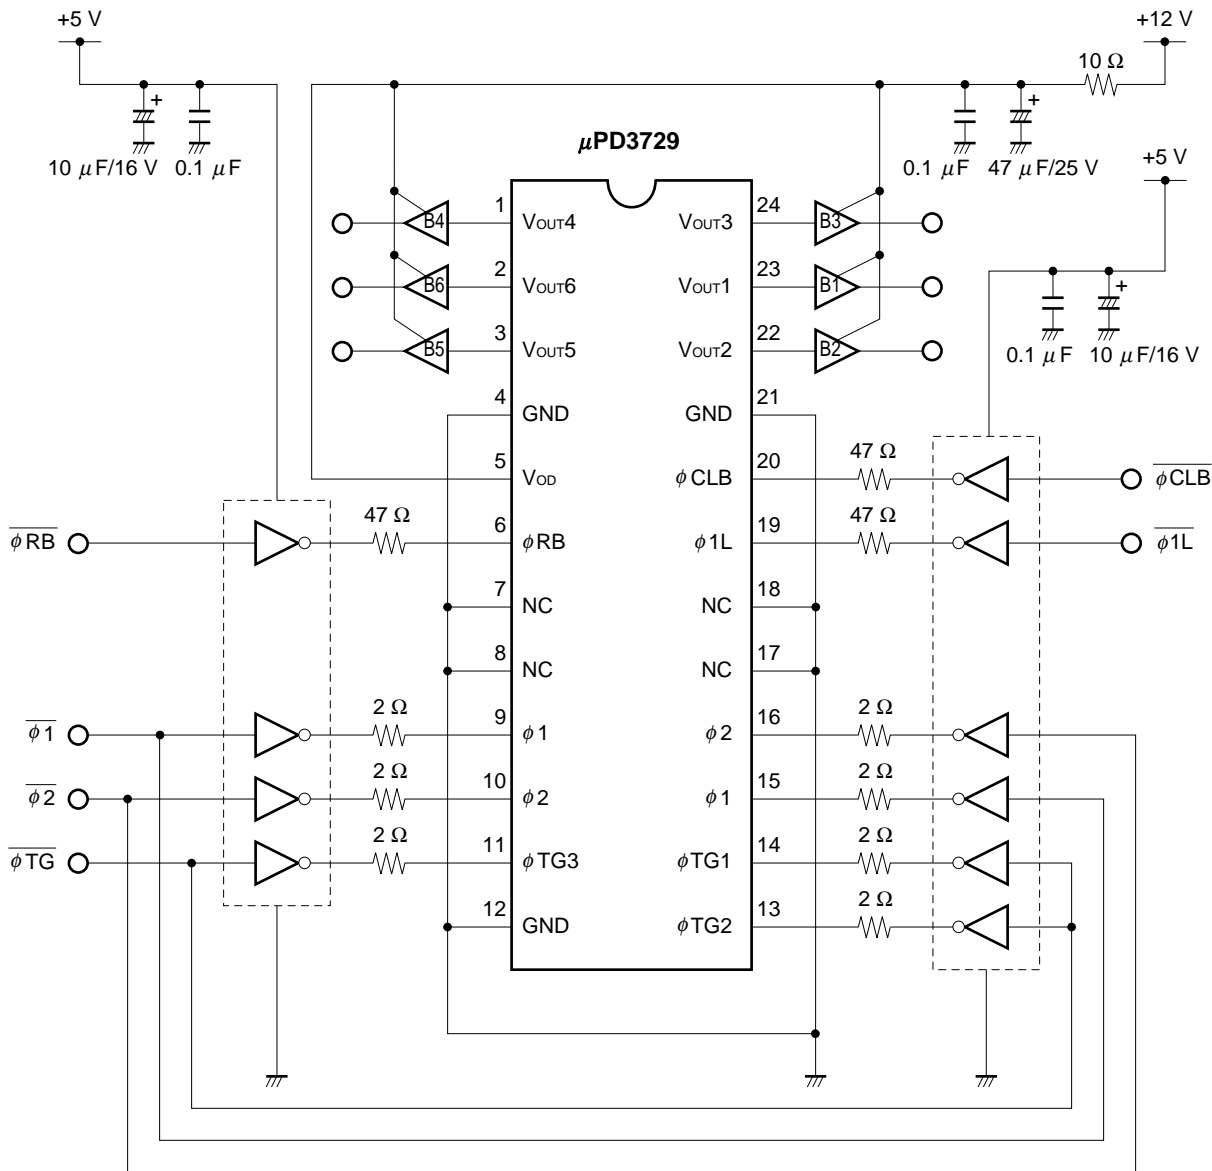 +5 V
+12 V
10 Ω
10 μF/16 V
0.1 μF
μPD3729
0.1 μF
47 μF/25 V
+5 V
0.1 μF
10 μF/16 V
B4
1
VOUT4
VOUT3
24
B3
B6
2
VOUT6
VOUT1
23
B1
B5
3
VOUT5
VOUT2
22
B2
4
GND
GND
21
5
VOD
φCLB
20
47 Ω
φCLB
φRB
47 Ω
6
φRB
φ1L
19
47 Ω
φ1L
7
NC
NC
18
8
NC
NC
17
φ1
2 Ω
9
φ1
φ2
16
2 Ω
φ2
2 Ω
10
φ2
φ1
15
2 Ω
φTG
2 Ω
11
φTG3
φTG1
14
2 Ω
12
GND
φTG2
13
2 Ω